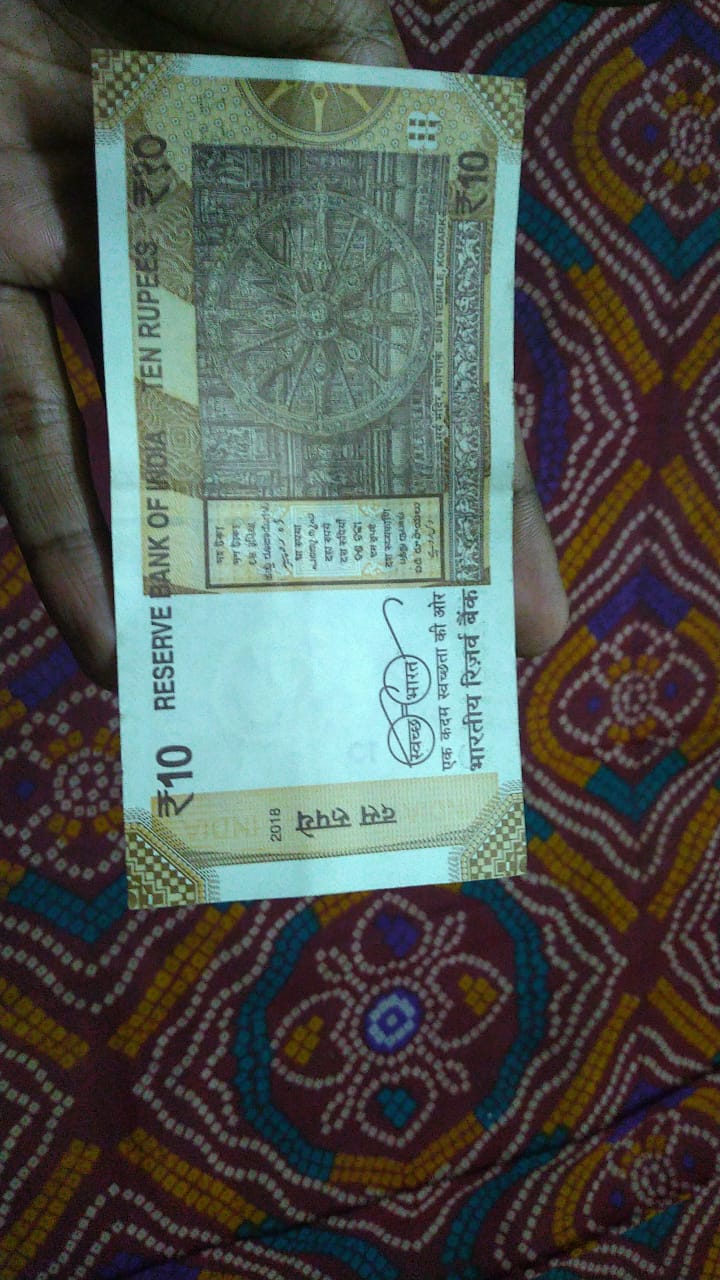 ₹10 RESERVE BANK OF INDIA TEN RUPEES ₹10
2018
दस रुपये
स्वच्छ भारत
एक कदम स्वच्छता की ओर
भारतीय रिज़र्व बैंक
सूर्य मंदिर, कोणार्क SUN TEMPLE, KONARK
₹10